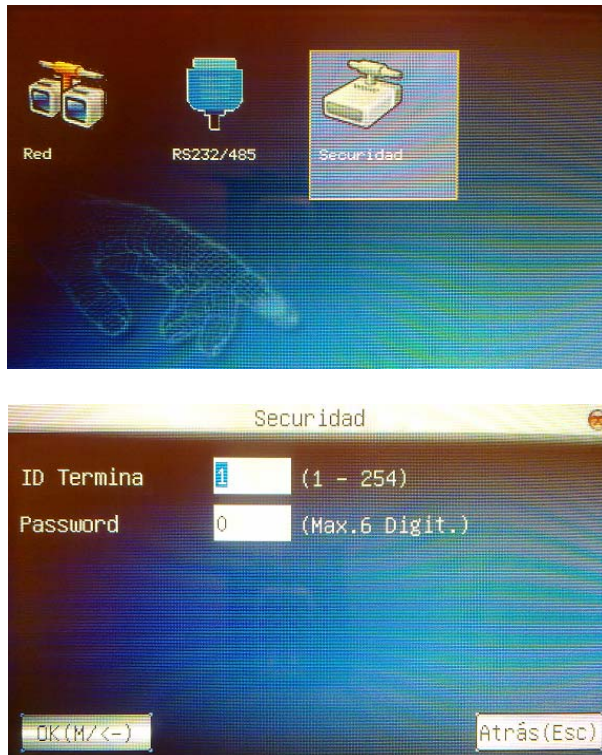 Red
RS232/485
Securidad
Securidad
ID Termina 1 (1 - 254)
Password 0 (Max.6 Digit.)
OK(M/<-)
Atrás(Esc)